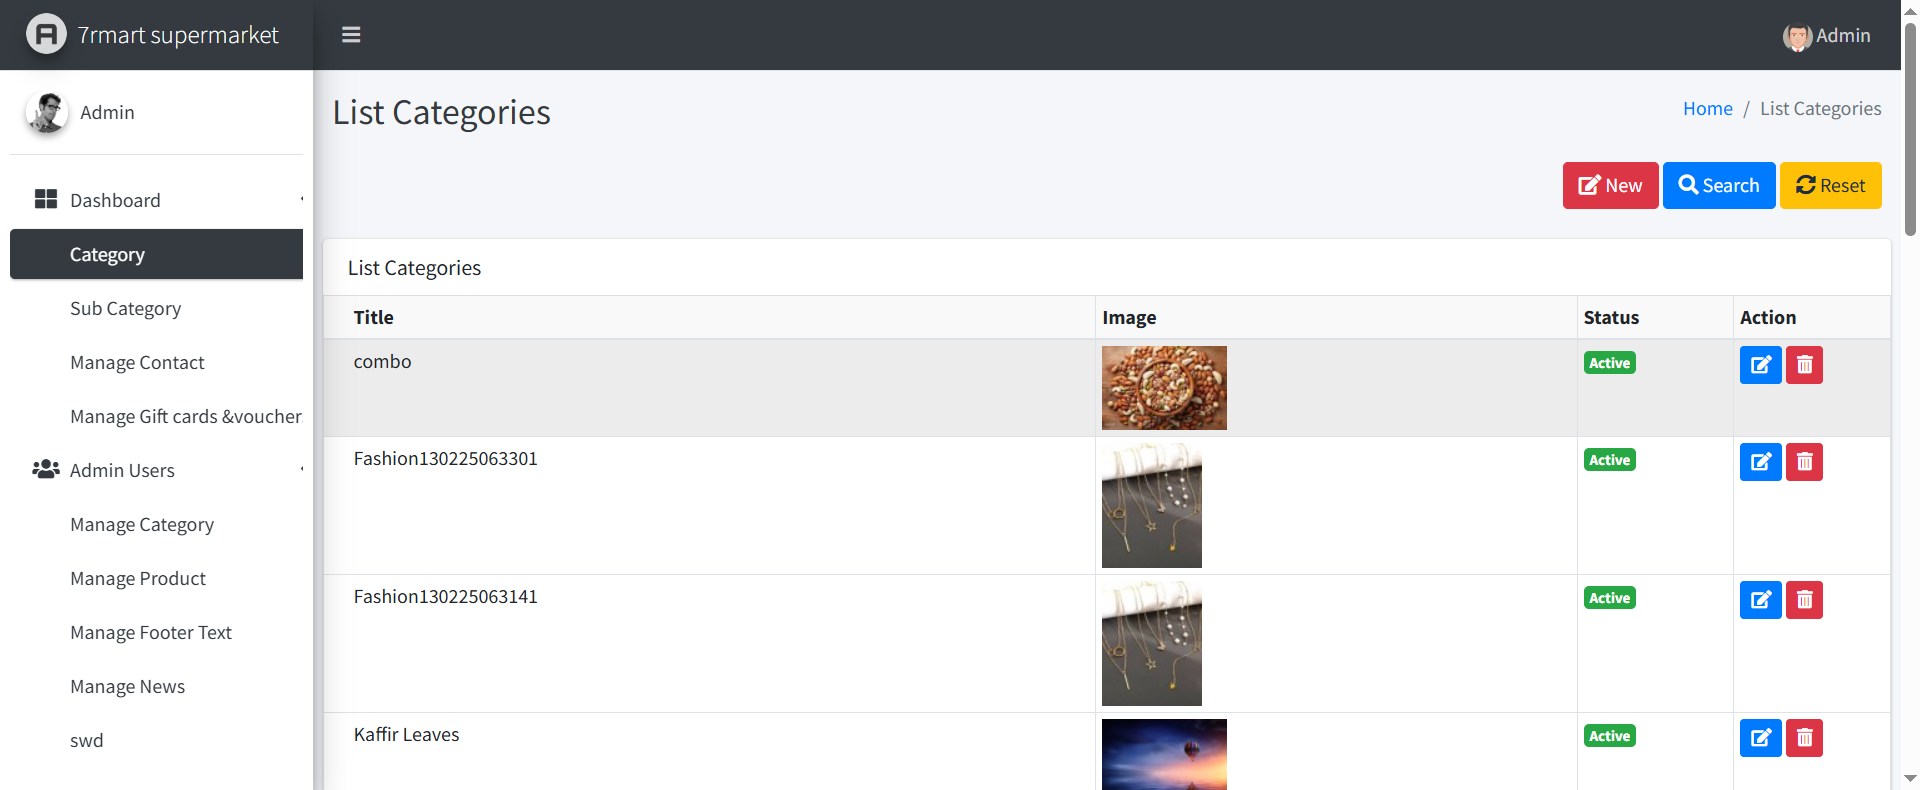 7rmart supermarket
Admin
Admin
List Categories
Home / List Categories
New
Search
Reset
Dashboard
Category
Sub Category
Manage Contact
Manage Gift cards &voucher
Admin Users
Manage Category
Manage Product
Manage Footer Text
Manage News
swd
List Categories
Title Image Status Action
combo Active
Fashion130225063301 Active
Fashion130225063141 Active
Kaffir Leaves Active